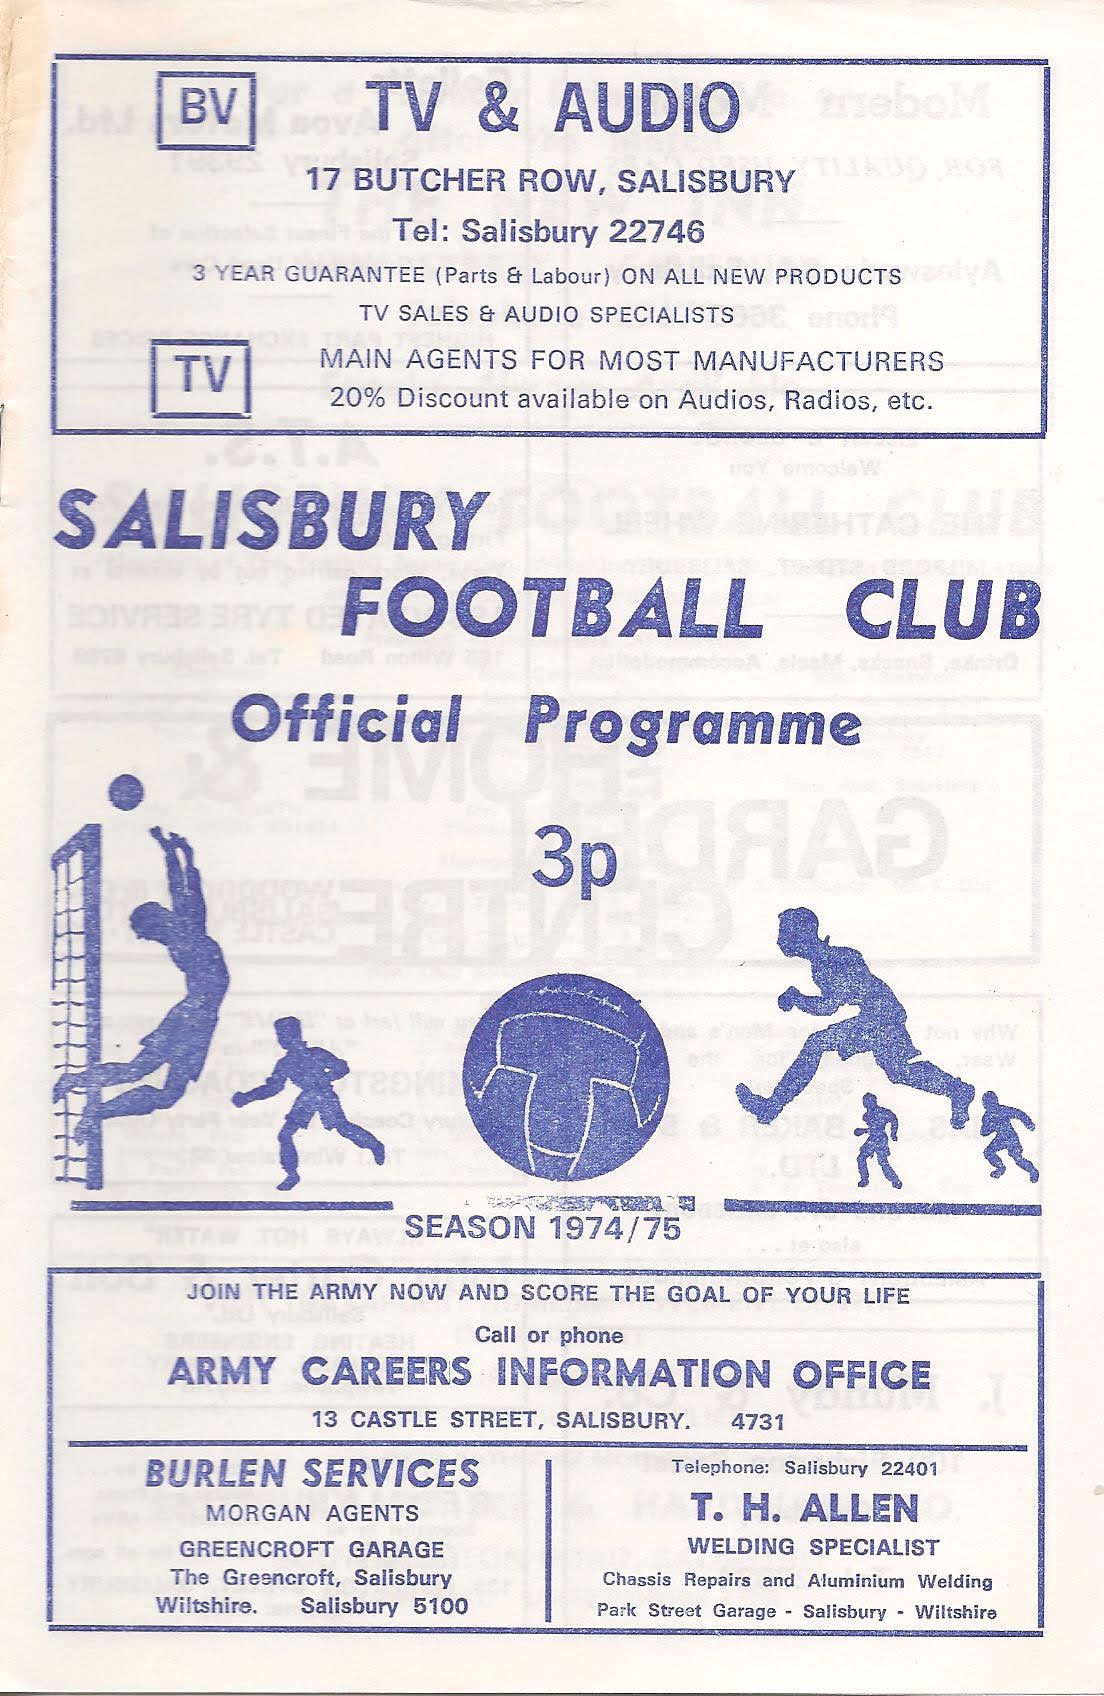 BV
TV & AUDIO
17 BUTCHER ROW, SALISBURY
Tel: Salisbury 22746
3 YEAR GUARANTEE (Parts & Labour) ON ALL NEW PRODUCTS
TV SALES & AUDIO SPECIALISTS
TV
MAIN AGENTS FOR MOST MANUFACTURERS
20% Discount available on Audios, Radios, etc.
SALISBURY
FOOTBALL CLUB
Official Programme
3p
SEASON 1974/75
JOIN THE ARMY NOW AND SCORE THE GOAL OF YOUR LIFE
Call or phone
ARMY CAREERS INFORMATION OFFICE
13 CASTLE STREET, SALISBURY. 4731
BURLEN SERVICES
MORGAN AGENTS
GREENCROFT GARAGE
The Greencroft, Salisbury
Wiltshire. Salisbury 5100
Telephone: Salisbury 22401
T. H. ALLEN
WELDING SPECIALIST
Chassis Repairs and Aluminium Welding
Park Street Garage - Salisbury - Wiltshire